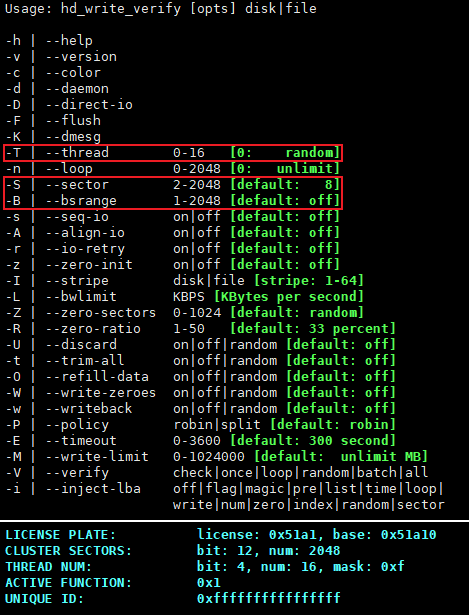 Usage: hd_write_verify [opts] disk|file
-h | --help
-v | --version
-c | --color
-d | --daemon
-D | --direct-io
-F | --flush
-K | --dmesg
-T | --thread 0-16 [0: random]
-n | --loop 0-2048 [0: unlimit]
-S | --sector 2-2048 [default: 8]
-B | --bsrange 1-2048 [default: off]
-s | --seq-io on|off [default: off]
-A | --align-io on|off [default: off]
-r | --io-retry on|off [default: off]
-z | --zero-init on|off [default: off]
-I | --stripe disk|file [stripe: 1-64]
-L | --bwlimit KBPS [KBytes per second]
-Z | --zero-sectors 0-1024 [default: random]
-R | --zero-ratio 1-50 [default: 33 percent]
-U | --discard on|off|random [default: off]
-t | --trim-all on|off|random [default: off]
-O | --refill-data on|off|random [default: off]
-W | --write-zeroes on|off|random [default: off]
-w | --writeback on|off|random [default: off]
-P | --policy robin|split [default: robin]
-E | --timeout 0-3600 [default: 300 second]
-M | --write-limit 0-1024000 [default: unlimit MB]
-V | --verify check|once|loop|random|batch|all
-i | --inject-lba off|flag|magic|pre|list|time|loop|
write|num|zero|index|random|sector
LICENSE PLATE: license: 0x51a1, base: 0x51a10
CLUSTER SECTORS: bit: 12, num: 2048
THREAD NUM: bit: 4, num: 16, mask: 0xf
ACTIVE FUNCTION: 0x1
UNIQUE ID: 0xffffffffffffffff